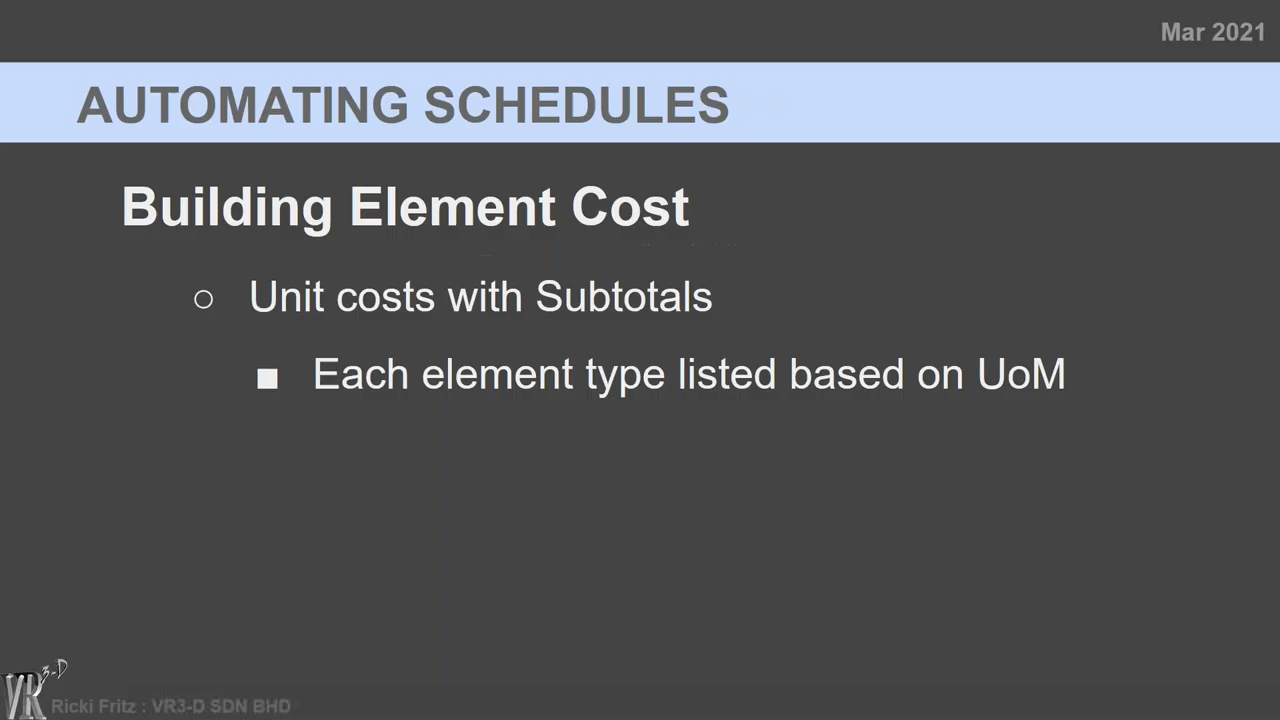 Mar 2021
AUTOMATING SCHEDULES
Building Element Cost
○ Unit costs with Subtotals
■ Each element type listed based on UoM
VR3-D
Ricki Fritz : VR3-D SDN BHD